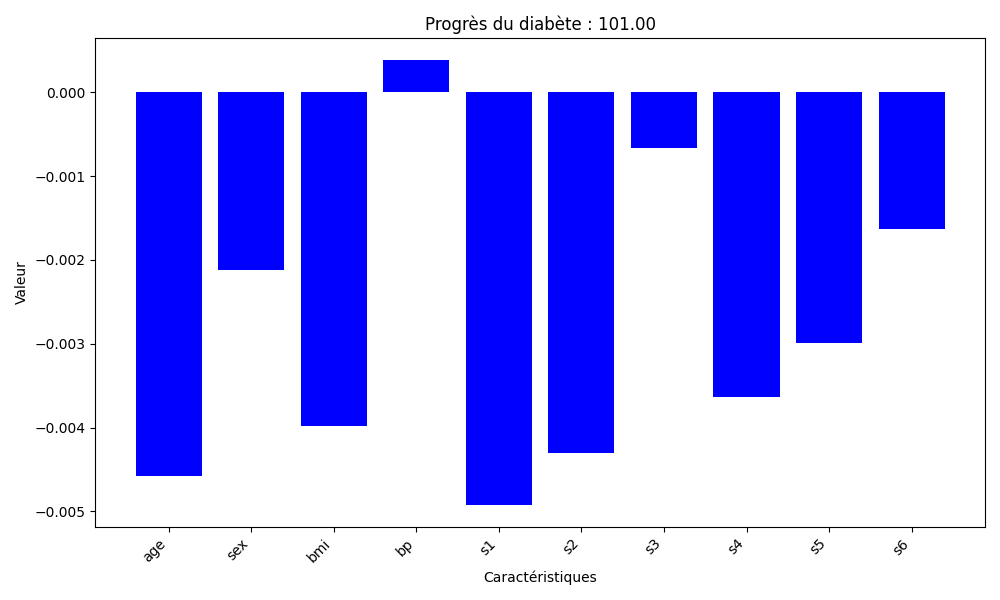 Progrès du diabète : 101.00
Valeur
0.000
−0.001
−0.002
−0.003
−0.004
−0.005
age
sex
bmi
bp
s1
s2
s3
s4
s5
s6
Caractéristiques